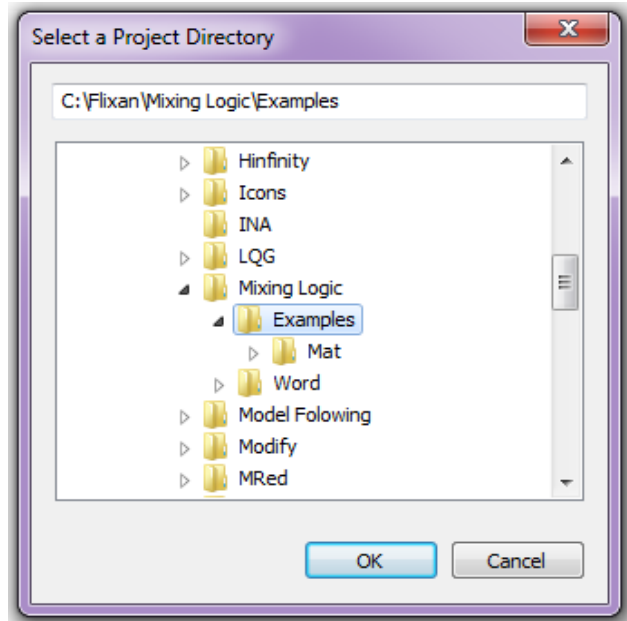 Select a Project Directory
C:\Flixan\Mixing Logic\Examples
Hinfinity
Icons
INA
LQG
Mixing Logic
Examples
Mat
Word
Model Folowing
Modify
MRed
OK Cancel